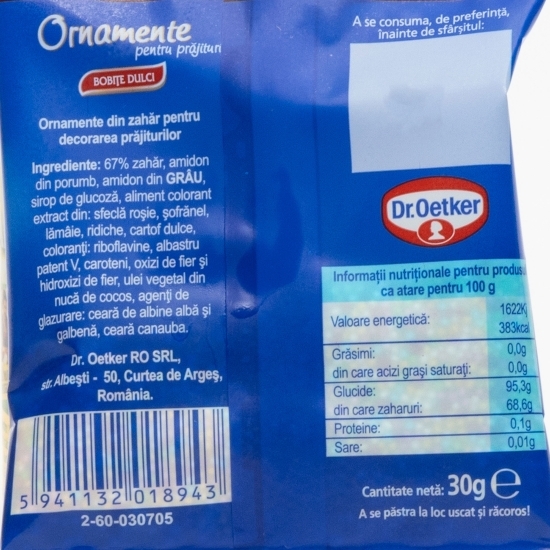 Ornamente
pentru prăjituri
BOBIȚE DULCI
Ornamente din zahăr pentru
decorarea prăjiturilor
Ingrediente: 67% zahăr, amidon
din porumb, amidon din GRÂU,
sirop de glucoză, aliment colorant
extract din: sfeclă roșie, șofrănel,
lămâie, ridiche, cartof dulce,
coloranți: riboflavine, albastru
patent V, caroteni, oxizi de fier și
hidroxizi de fier, ulei vegetal din
nucă de cocos, agenți de
glazurare: ceară de albine albă și
galbenă, ceară canauba.
Dr. Oetker RO SRL,
str. Albești - 50, Curtea de Argeș,
România.
5 941132 018943
2-60-030705
A se consuma, de preferință,
înainte de sfârșitul:
Dr.Oetker
Informații nutriționale pentru produsul
ca atare pentru 100 g
Valoare energetică: 1622Kj
383kcal
Grăsimi: 0,0g
din care acizi grași saturați: 0,0g
Glucide: 95,3g
din care zaharuri: 68,6g
Proteine: 0,1g
Sare: 0,01g
Cantitate netă: 30g ℮
A se păstra la loc uscat și răcoros!